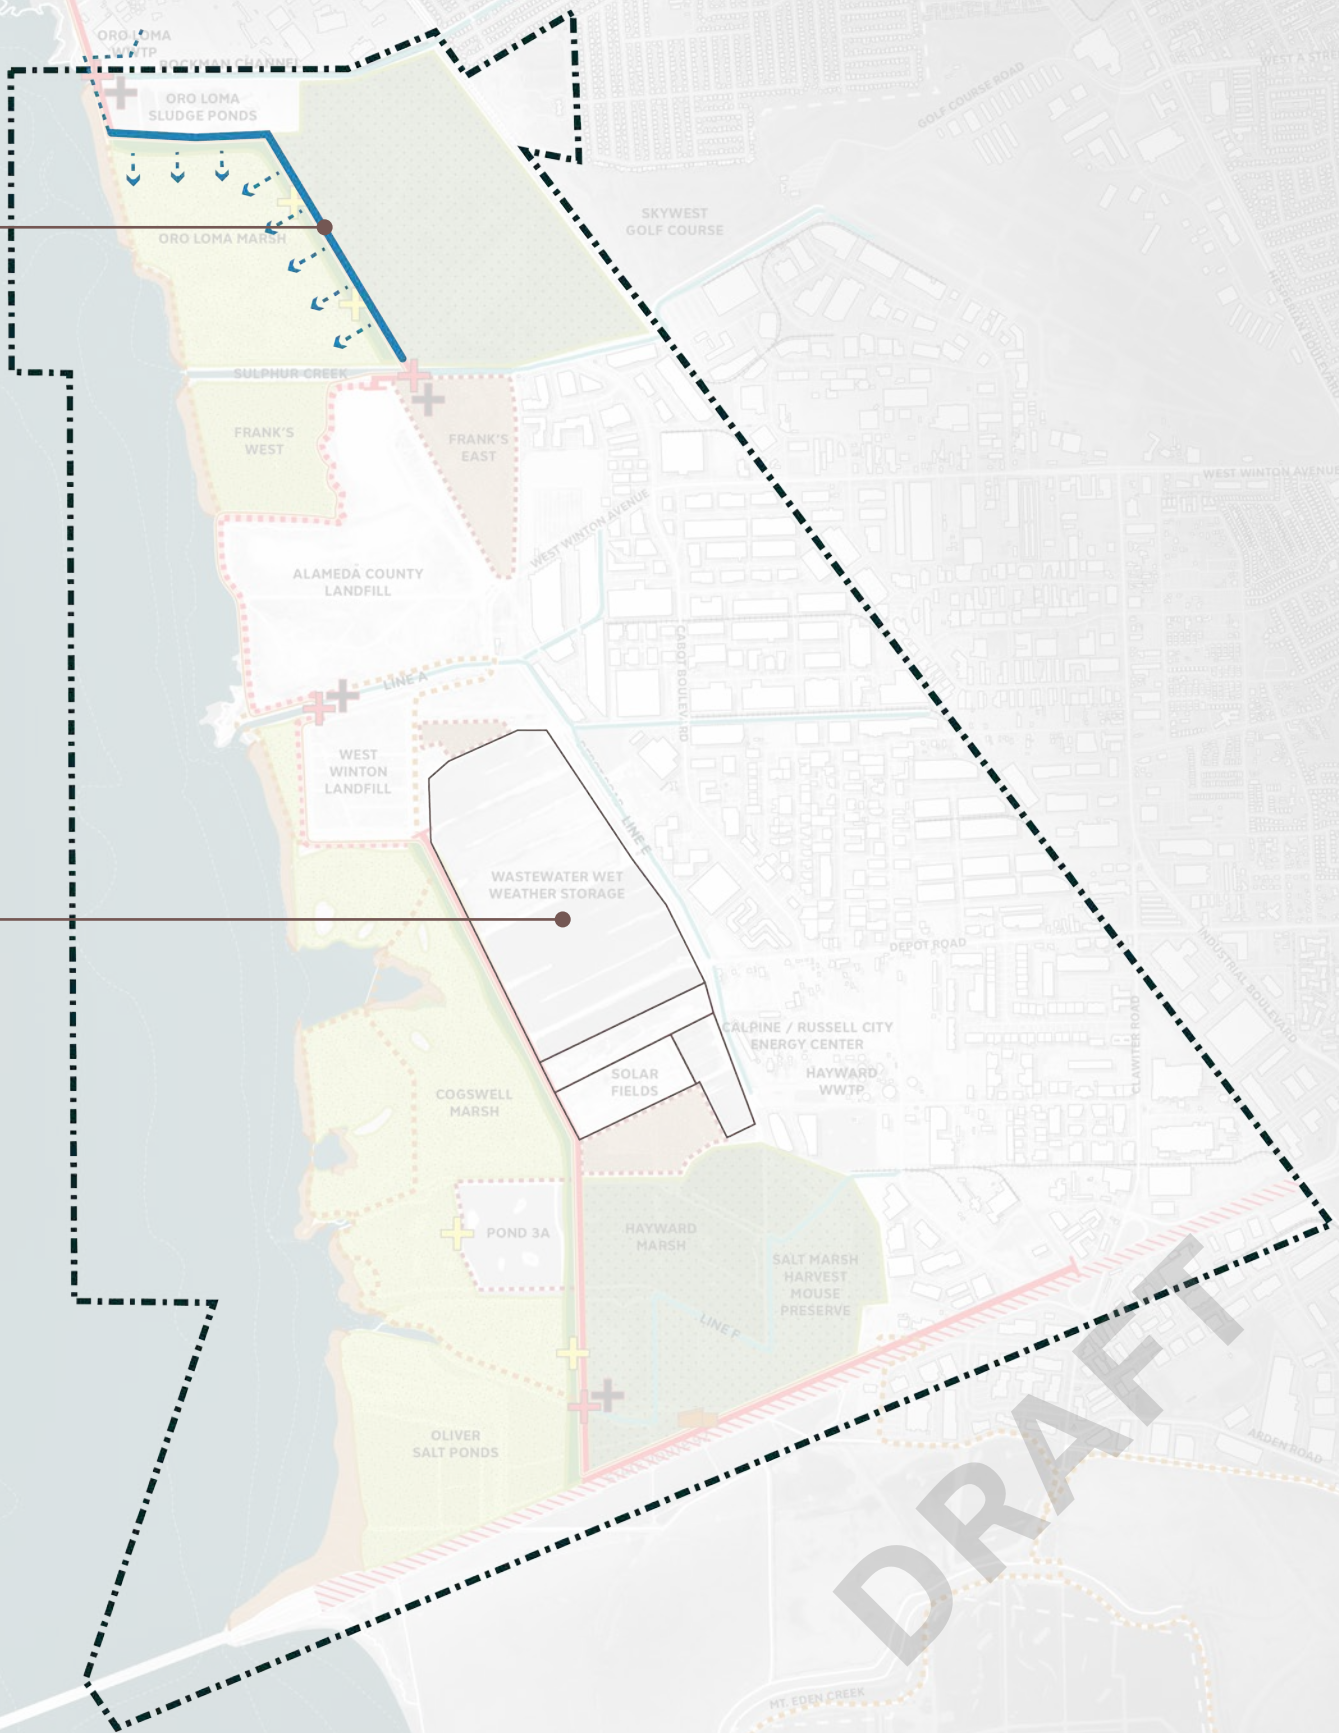 ORO LOMA
WWTP
BOCKMAN CHANNEL
ORO LOMA
SLUDGE PONDS
GOLF COURSE ROAD
WEST A STR
SKYWEST
GOLF COURSE
ORO LOMA MARSH
SULPHUR CREEK
FRANK'S
WEST
FRANK'S
EAST
WEST WINTON AVENUE
WEST WINTON AVENUE
ALAMEDA COUNTY
LANDFILL
CABOT BOULEVARD
LINE A
WEST
WINTON
LANDFILL
LINE E
WASTEWATER WET
WEATHER STORAGE
DEPOT ROAD
INDUSTRIAL BOULEVARD
CALPINE / RUSSELL CITY
ENERGY CENTER
CLAWITER ROAD
SOLAR
FIELDS
HAYWARD
WWTP
COGSWELL
MARSH
POND 3A
HAYWARD
MARSH
SALT MARSH
HARVEST
MOUSE
PRESERVE
LINE F
OLIVER
SALT PONDS
ARDEN ROAD
DRAFT
MT. EDEN CREEK